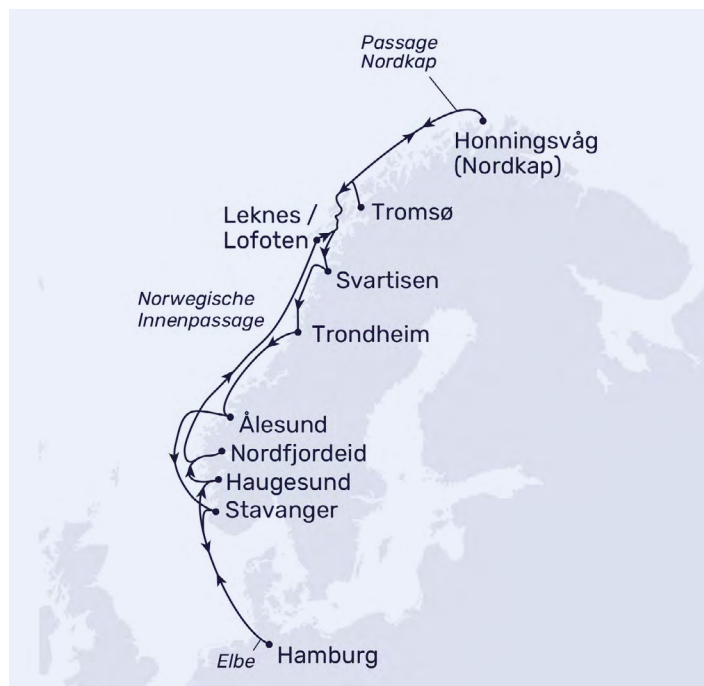 Passage
Nordkap
Honningsvåg
(Nordkap)
Leknes /
Lofoten
Tromsø
Svartisen
Norwegische
Innenpassage
Trondheim
Ålesund
Nordfjordeid
Haugesund
Stavanger
Elbe
Hamburg